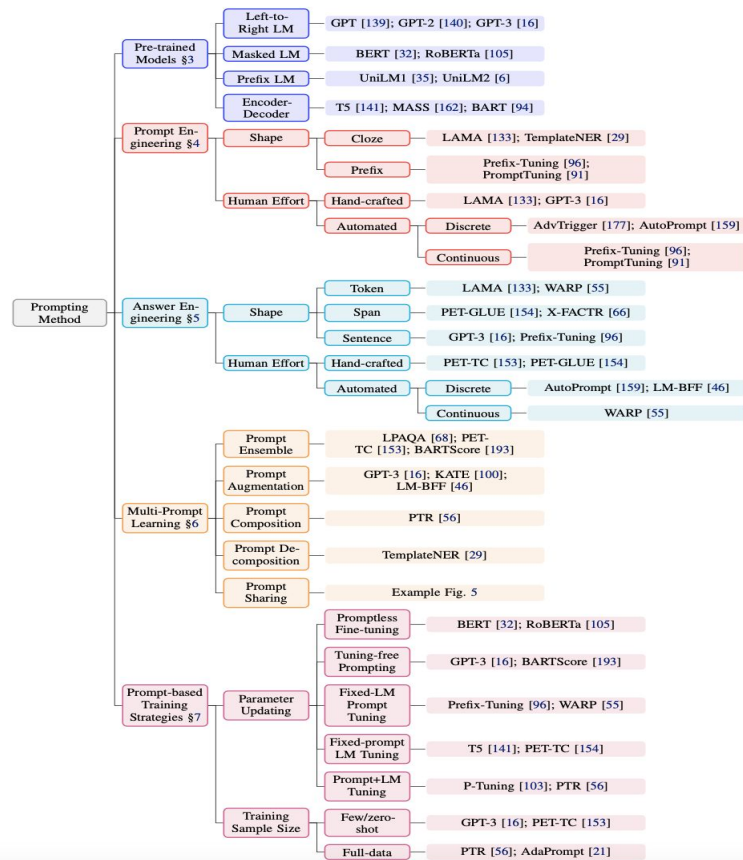 Left-to-
Right LM
GPT [139]; GPT-2 [140]; GPT-3 [16]
Pre-trained
Models §3
Masked LM
BERT [32]; RoBERTa [105]
Prefix LM
UniLM1 [35]; UniLM2 [6]
Encoder-
Decoder
T5 [141]; MASS [162]; BART [94]
Prompt En-
gineering §4
Shape
Cloze
LAMA [133]; TemplateNER [29]
Prefix
Prefix-Tuning [96];
PromptTuning [91]
Human Effort
Hand-crafted
LAMA [133]; GPT-3 [16]
Automated
Discrete
AdvTrigger [177]; AutoPrompt [159]
Continuous
Prefix-Tuning [96];
PromptTuning [91]
Prompting
Method
Answer En-
gineering §5
Shape
Token
LAMA [133]; WARP [55]
Span
PET-GLUE [154]; X-FACTR [66]
Sentence
GPT-3 [16]; Prefix-Tuning [96]
Human Effort
Hand-crafted
PET-TC [153]; PET-GLUE [154]
Automated
Discrete
AutoPrompt [159]; LM-BFF [46]
Continuous
WARP [55]
Multi-Prompt
Learning §6
Prompt
Ensemble
LPAQA [68]; PET-
TC [153]; BARTScore [193]
Prompt
Augmentation
GPT-3 [16]; KATE [100];
LM-BFF [46]
Prompt
Composition
PTR [56]
Prompt De-
composition
TemplateNER [29]
Prompt
Sharing
Example Fig. 5
Prompt-based
Training
Strategies §7
Parameter
Updating
Promptless
Fine-tuning
BERT [32]; RoBERTa [105]
Tuning-free
Prompting
GPT-3 [16]; BARTScore [193]
Fixed-LM
Prompt
Tuning
Prefix-Tuning [96]; WARP [55]
Fixed-prompt
LM Tuning
T5 [141]; PET-TC [154]
Prompt+LM
Tuning
P-Tuning [103]; PTR [56]
Training
Sample Size
Few/zero-
shot
GPT-3 [16]; PET-TC [153]
Full-data
PTR [56]; AdaPrompt [21]